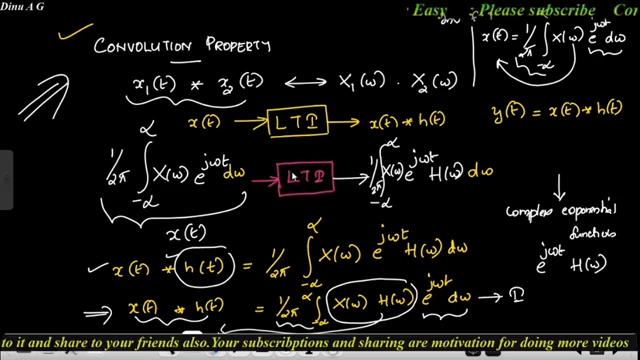 Dinu A G
Easy :- Please subscribe . Con
CONVOLUTION PROPERTY
x(t) = 1/2π ∫_{-α}^{α} X(ω) e^{jωt} dω
x₁(t) * x₂(t) ⟷ X₁(ω) . X₂(ω)
x(t) → LTI → x(t) * h(t)
y(t) = x(t) * h(t)
1/2π ∫_{-α}^{α} X(ω) e^{jωt} dω → LTI → 1/2π ∫_{-α}^{α} X(ω) e^{jωt} H(ω) dω
x(t)
complex exponential
functions
e^{jωt} H(ω)
x(t) * h(t) = 1/2π ∫_{-α}^{α} X(ω) e^{jωt} H(ω) dω
⇒ x(t) * h(t) = 1/2π ∫_{-α}^{α} X(ω) H(ω) e^{jωt} dω → I
to it and share to your friends also.Your subscribptions and sharing are motivation for doing more videos